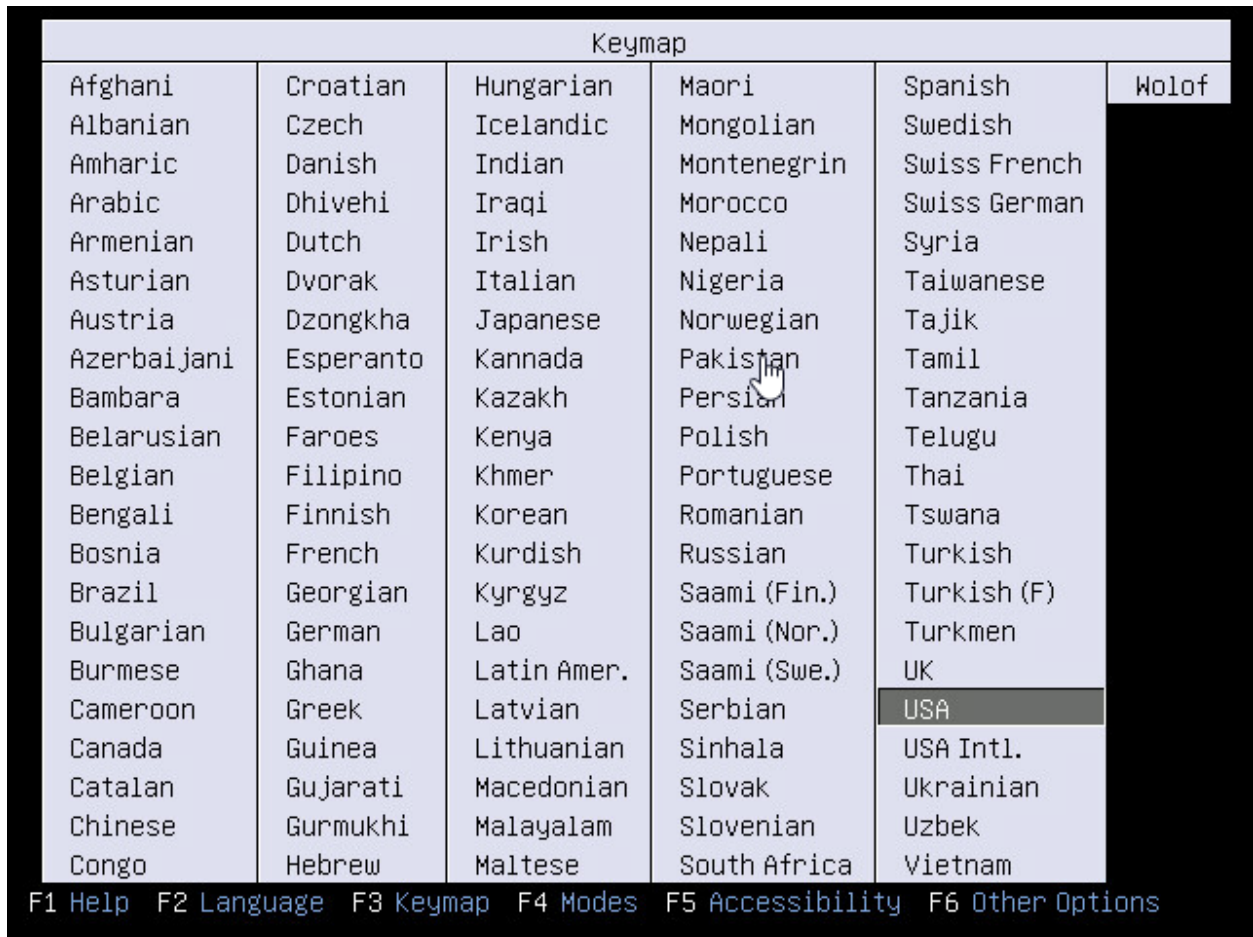 Keymap
Afghani
Albanian
Amharic
Arabic
Armenian
Asturian
Austria
Azerbaijani
Bambara
Belarusian
Belgian
Bengali
Bosnia
Brazil
Bulgarian
Burmese
Cameroon
Canada
Catalan
Chinese
Congo
Croatian
Czech
Danish
Dhivehi
Dutch
Dvorak
Dzongkha
Esperanto
Estonian
Faroes
Filipino
Finnish
French
Georgian
German
Ghana
Greek
Guinea
Gujarati
Gurmukhi
Hebrew
Hungarian
Icelandic
Indian
Iraqi
Irish
Italian
Japanese
Kannada
Kazakh
Kenya
Khmer
Korean
Kurdish
Kyrgyz
Lao
Latin Amer.
Latvian
Lithuanian
Macedonian
Malayalam
Maltese
Maori
Mongolian
Montenegrin
Morocco
Nepali
Nigeria
Norwegian
Pakistan
Persian
Polish
Portuguese
Romanian
Russian
Saami (Fin.)
Saami (Nor.)
Saami (Swe.)
Serbian
Sinhala
Slovak
Slovenian
South Africa
Spanish
Swedish
Swiss French
Swiss German
Syria
Taiwanese
Tajik
Tamil
Tanzania
Telugu
Thai
Tswana
Turkish
Turkish (F)
Turkmen
UK
USA
USA Intl.
Ukrainian
Uzbek
Vietnam
Wolof
F1 Help F2 Language F3 Keymap F4 Modes F5 Accessibility F6 Other Options